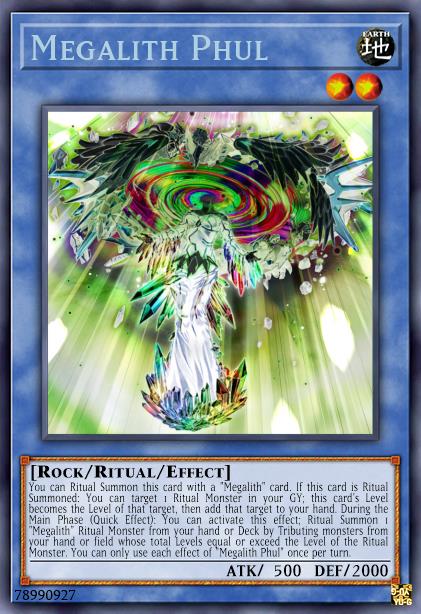 MEGALITH PHUL
EARTH
地
[ROCK/RITUAL/EFFECT]
You can Ritual Summon this card with a "Megalith" card. If this card is Ritual
Summoned: You can target 1 Ritual Monster in your GY; this card's Level
becomes the Level of that target, then add that target to your hand. During the
Main Phase (Quick Effect): You can activate this effect; Ritual Summon 1
"Megalith" Ritual Monster from your hand or Deck by Tributing monsters from
your hand or field whose total Levels equal or exceed the Level of the Ritual
Monster. You can only use each effect of "Megalith Phul" once per turn.
ATK/ 500 DEF/2000
78990927